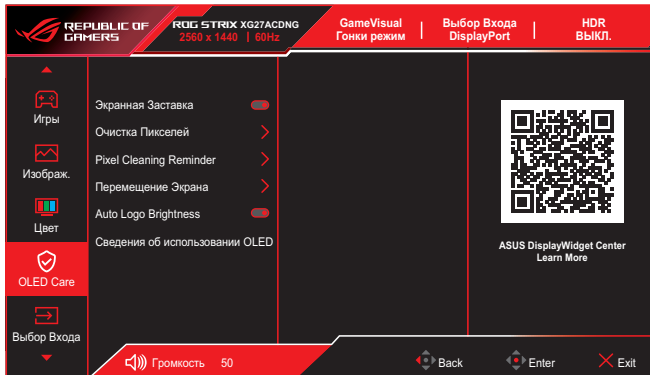 REPUBLIC OF
GAMERS
ROG STRIX XG27ACDNG
2560 x 1440 | 60Hz
GameVisual
Гонки режим
Выбор Входа
DisplayPort
HDR
ВЫКЛ.
Игры
Изображ.
Цвет
OLED Care
Выбор Входа
Экранная Заставка
Очистка Пикселей
Pixel Cleaning Reminder
Перемещение Экрана
Auto Logo Brightness
Сведения об использовании OLED
ASUS DisplayWidget Center
Learn More
Громкость 50
Back
Enter
Exit